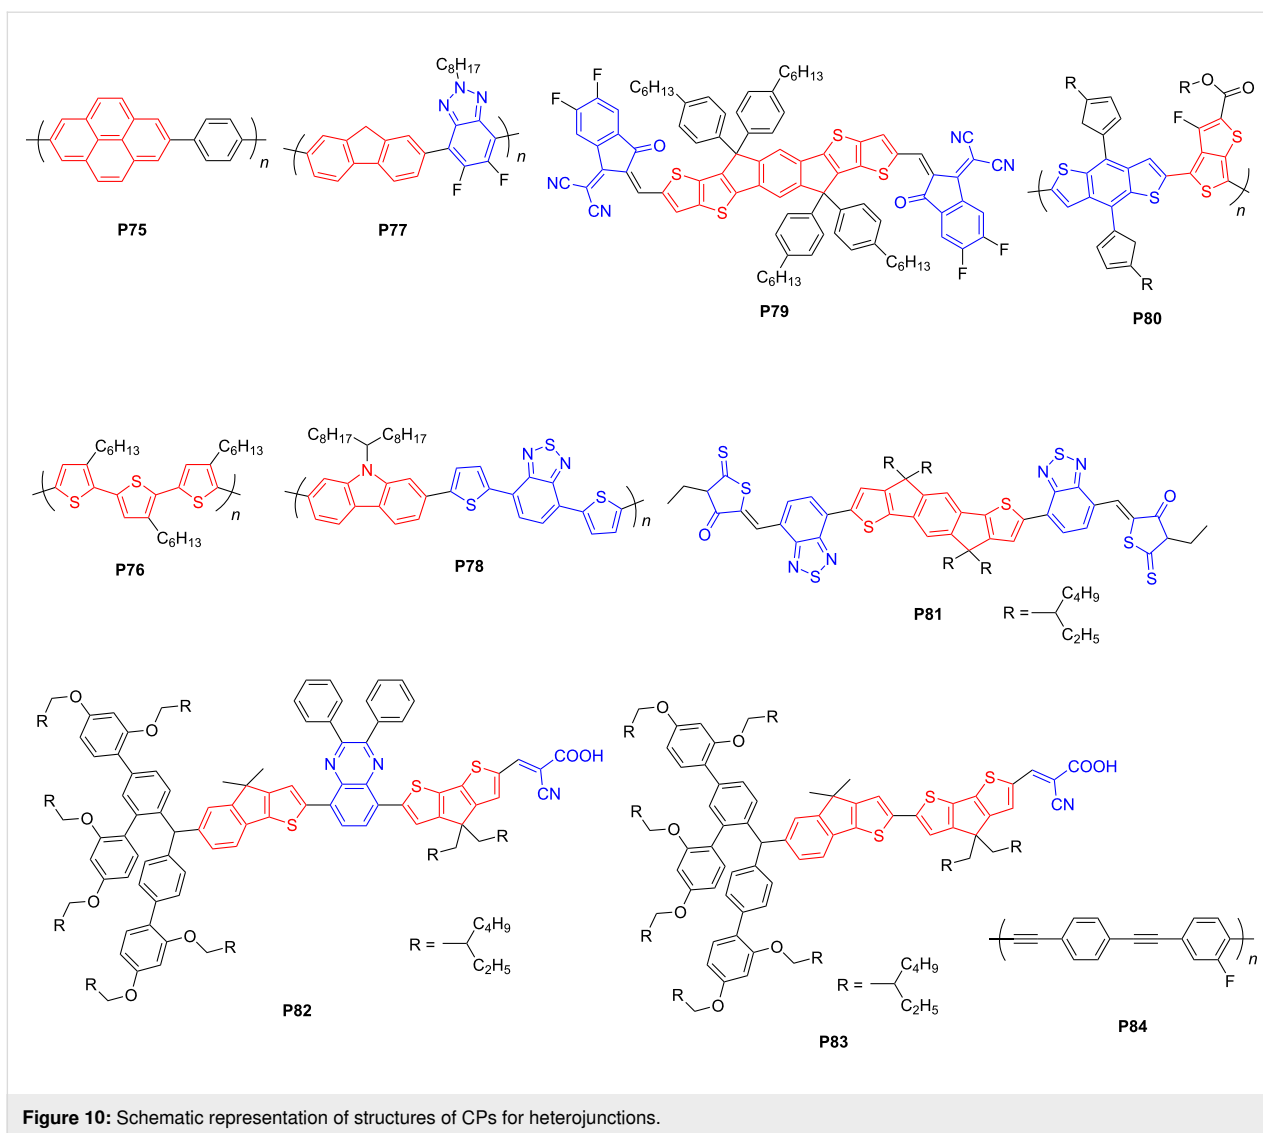 C8H17
N
N
N
F
F
n
n
P75
P77
F
F
C6H13
C6H13
O
NC
CN
S
S
S
S
NC
CN
O
F
F
C6H13
C6H13
P79
R
RO
O
F
S
S
S
S
R
n
P80
C6H13
C6H13
S
S
S
C6H13
n
P76
C8H17
C8H17
N
S
N
S
N
S
n
P78
S
S
O
N
S
N
S
R
R
R
R
S
N
S
N
O
S
S
P81
R =
C4H9
C2H5
R
O
O
R
R
O
O
R
O
R
R
O
S
N
N
S
S
COOH
CN
R
R
R =
C4H9
C2H5
P82
R
O
O
R
R
O
O
R
O
R
R
O
S
S
S
COOH
CN
R
R
R =
C4H9
C2H5
P83
F
n
P84
Figure 10: Schematic representation of structures of CPs for heterojunctions.